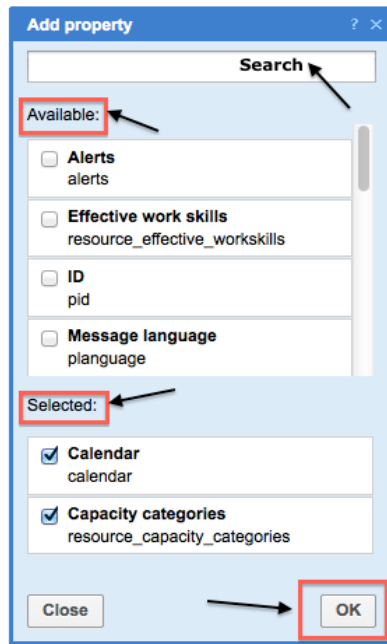 Add property ? ×
Search
Available:
Alerts
alerts
Effective work skills
resource_effective_workskills
ID
pid
Message language
planguage
Selected:
Calendar
calendar
Capacity categories
resource_capacity_categories
Close OK